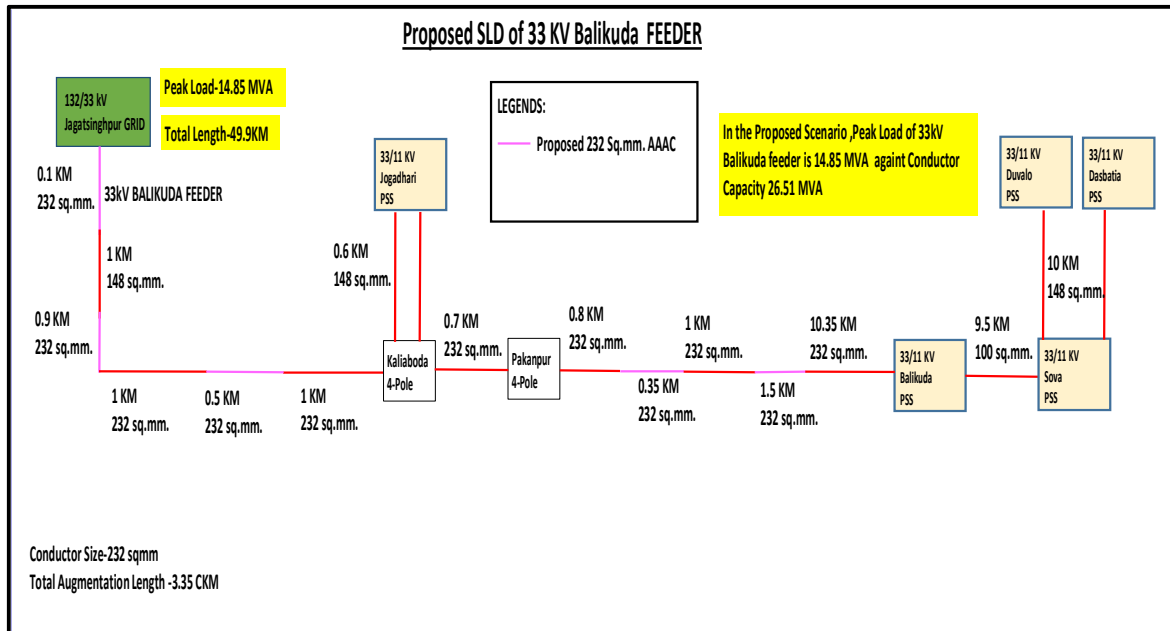 Proposed SLD of 33 KV Balikuda FEEDER
132/33 kV
Jagatsinghpur GRID
Peak Load-14.85 MVA
Total Length-49.9KM
LEGENDS:
Proposed 232 Sq.mm. AAAC
In the Proposed Scenario ,Peak Load of 33kV
Balikuda feeder is 14.85 MVA againt Conductor
Capacity 26.51 MVA
33/11 KV
Jogadhari
PSS
33/11 KV
Duvalo
PSS
33/11 KV
Dasbatia
PSS
0.1 KM
232 sq.mm.
33kV BALIKUDA FEEDER
1 KM
148 sq.mm.
0.6 KM
148 sq.mm.
10 KM
148 sq.mm.
0.9 KM
232 sq.mm.
1 KM
232 sq.mm.
0.5 KM
232 sq.mm.
1 KM
232 sq.mm.
Kaliaboda
4-Pole
0.7 KM
232 sq.mm.
Pakanpur
4-Pole
0.8 KM
232 sq.mm.
0.35 KM
232 sq.mm.
1 KM
232 sq.mm.
1.5 KM
232 sq.mm.
10.35 KM
232 sq.mm.
33/11 KV
Balikuda
PSS
9.5 KM
100 sq.mm.
33/11 KV
Sova
PSS
Conductor Size-232 sqmm
Total Augmentation Length -3.35 CKM